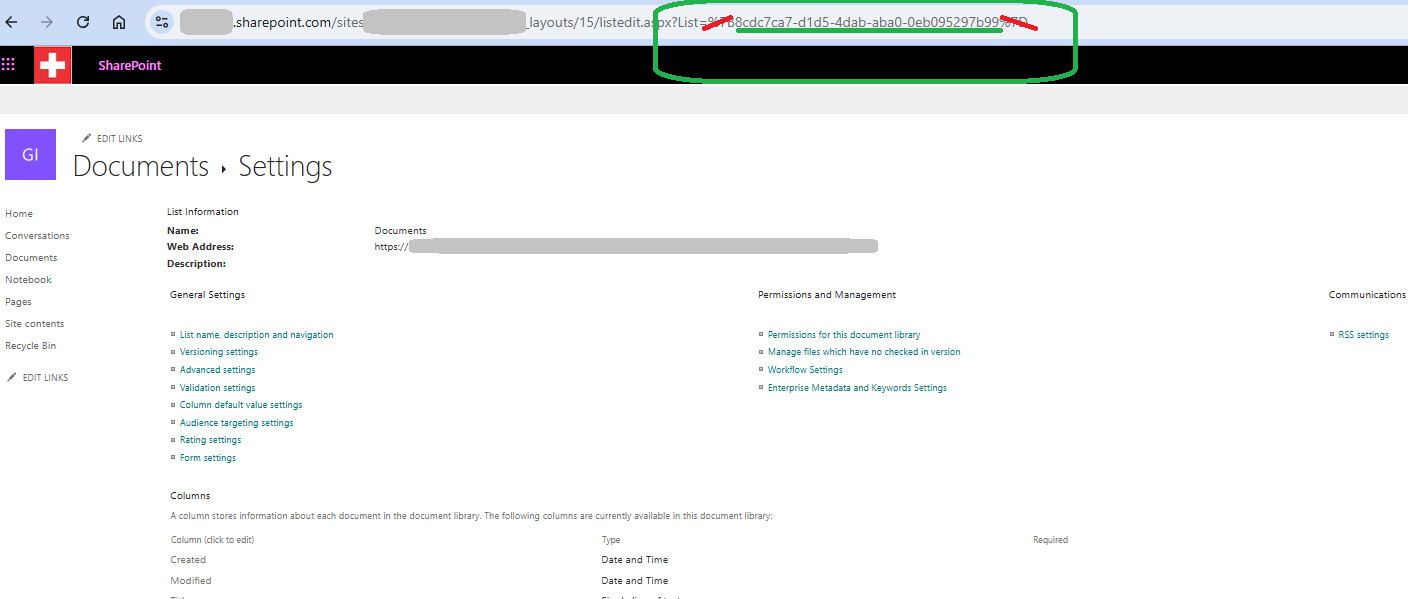 .sharepoint.com/sites _layouts/15/listedit.aspx?List=%7B8cdc7ca7-d1d5-4dab-aba0-0eb095297b99%7D
SharePoint
GI
EDIT LINKS
Documents ▸ Settings
Home
Conversations
Documents
Notebook
Pages
Site contents
Recycle Bin
EDIT LINKS
List Information
Name: Documents
Web Address: https://
Description:
General Settings
List name, description and navigation
Versioning settings
Advanced settings
Validation settings
Column default value settings
Audience targeting settings
Rating settings
Form settings
Permissions and Management
Permissions for this document library
Manage files which have no checked in version
Workflow Settings
Enterprise Metadata and Keywords Settings
Communications
RSS settings
Columns
A column stores information about each document in the document library. The following columns are currently available in this document library:
Column (click to edit) Type Required
Created Date and Time
Modified Date and Time